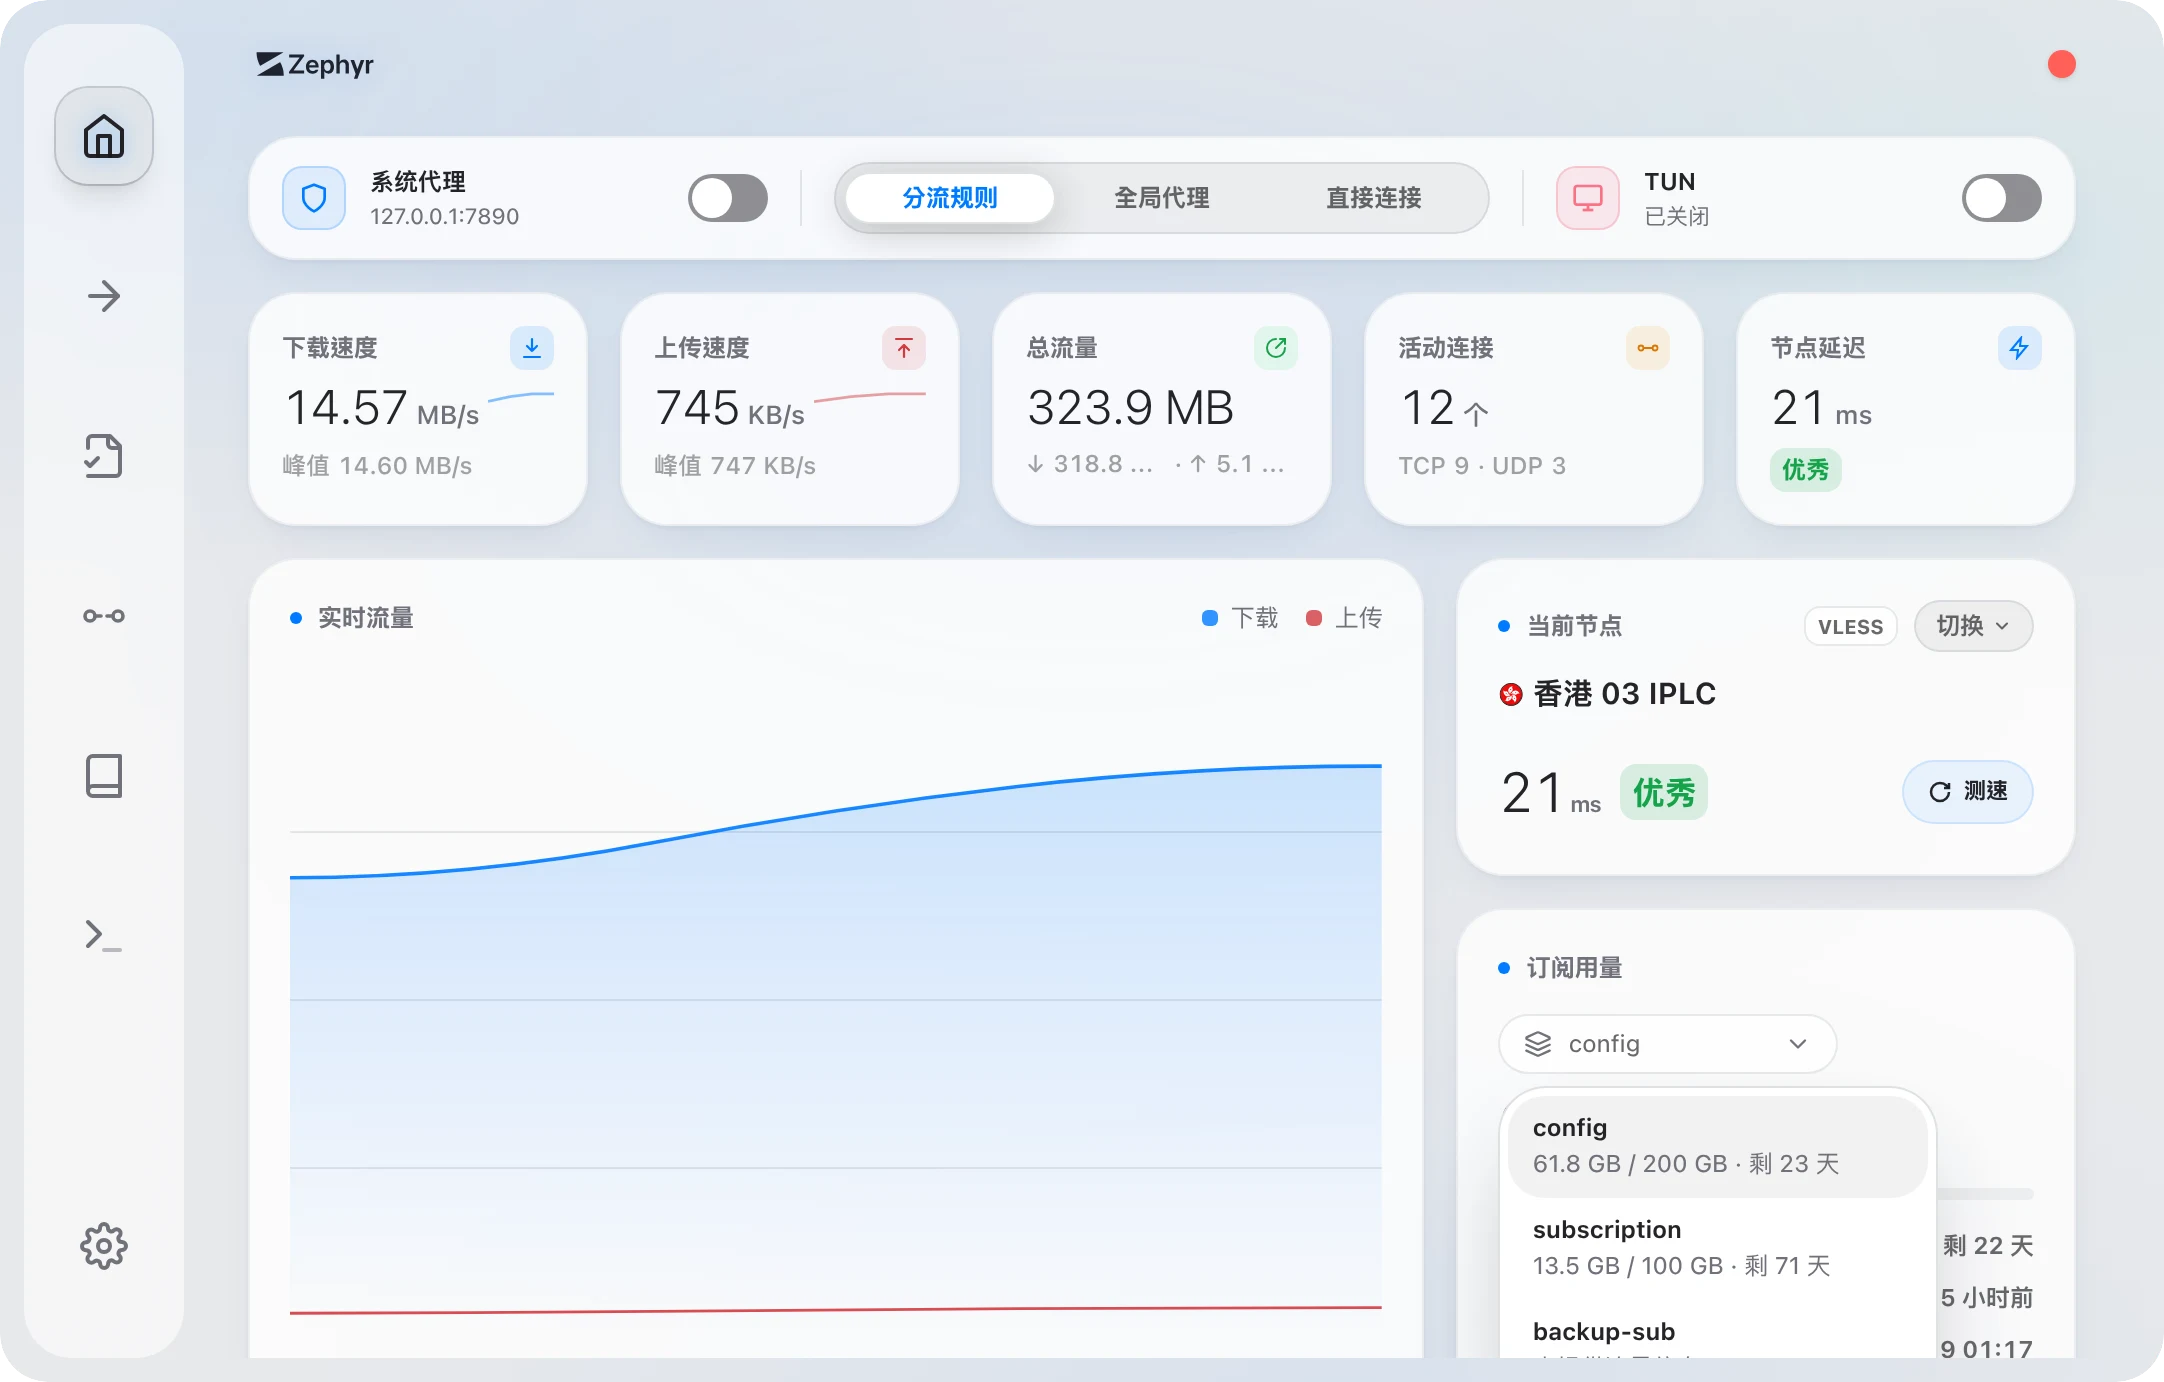 Zephyr
系统代理
127.0.0.1:7890
分流规则
全局代理
直接连接
TUN
已关闭
下载速度
14.57 MB/s
峰值 14.60 MB/s
上传速度
745 KB/s
峰值 747 KB/s
总流量
323.9 MB
↓ 318.8 ... · ↑ 5.1 ...
活动连接
12 个
TCP 9 · UDP 3
节点延迟
21 ms
优秀
实时流量
下载
上传
当前节点
VLESS
切换
香港 03 IPLC
21 ms
优秀
测速
订阅用量
config
config
61.8 GB / 200 GB · 剩 23 天
subscription
13.5 GB / 100 GB · 剩 71 天
backup-sub
剩 22 天
5 小时前
9 01:17